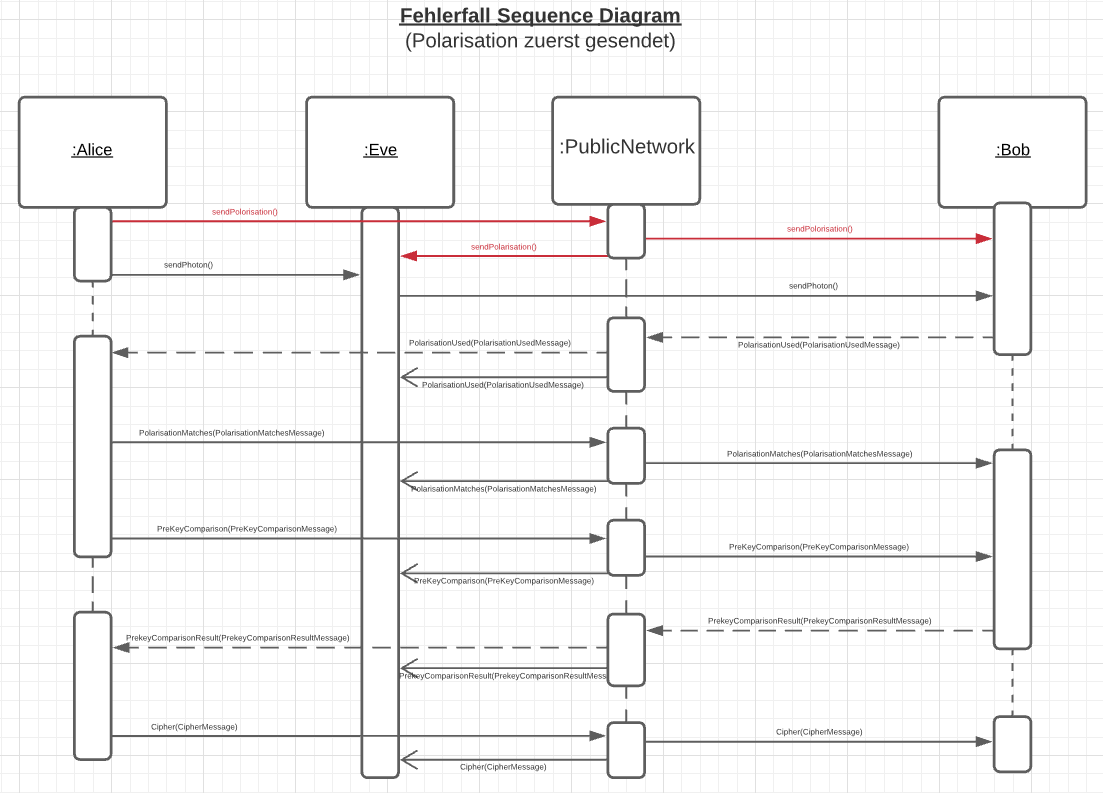 Fehlerfall Sequence Diagram
(Polarisation zuerst gesendet)
:Alice
:Eve
:PublicNetwork
:Bob
sendPolorisation()
sendPolorisation()
sendPolarisation()
sendPhoton()
sendPhoton()
PolarisationUsed(PolarisationUsedMessage)
PolarisationUsed(PolarisationUsedMessage)
PolarisationUsed(PolarisationUsedMessage)
PolarisationMatches(PolarisationMatchesMessage)
PolarisationMatches(PolarisationMatchesMessage)
PolarisationMatches(PolarisationMatchesMessage)
PreKeyComparison(PreKeyComparisonMessage)
PreKeyComparison(PreKeyComparisonMessage)
PreKeyComparison(PreKeyComparisonMessage)
PrekeyComparisonResult(PrekeyComparisonResultMessage)
PrekeyComparisonResult(PrekeyComparisonResultMessage)
PrekeyComparisonResult(PrekeyComparisonResultMess
Cipher(CipherMessage)
Cipher(CipherMessage)
Cipher(CipherMessage)